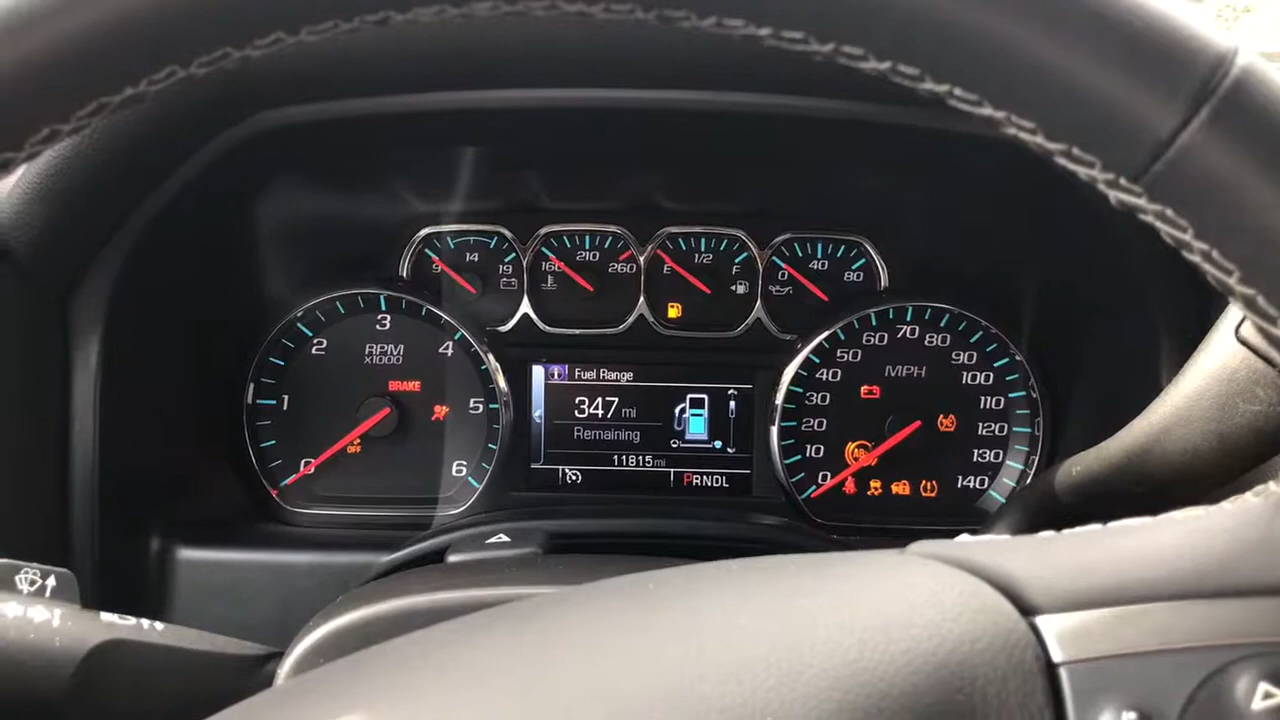 9 14 19
160 210 260
E 1/2 F
0 40 80
0 1 2 3 4 5 6
RPM
x1000
BRAKE
OFF
Fuel Range
347 mi
Remaining
11815 mi
PRNDL
0 10 20 30 40 50 60 70 80 90 100 110 120 130 140
MPH
ABS